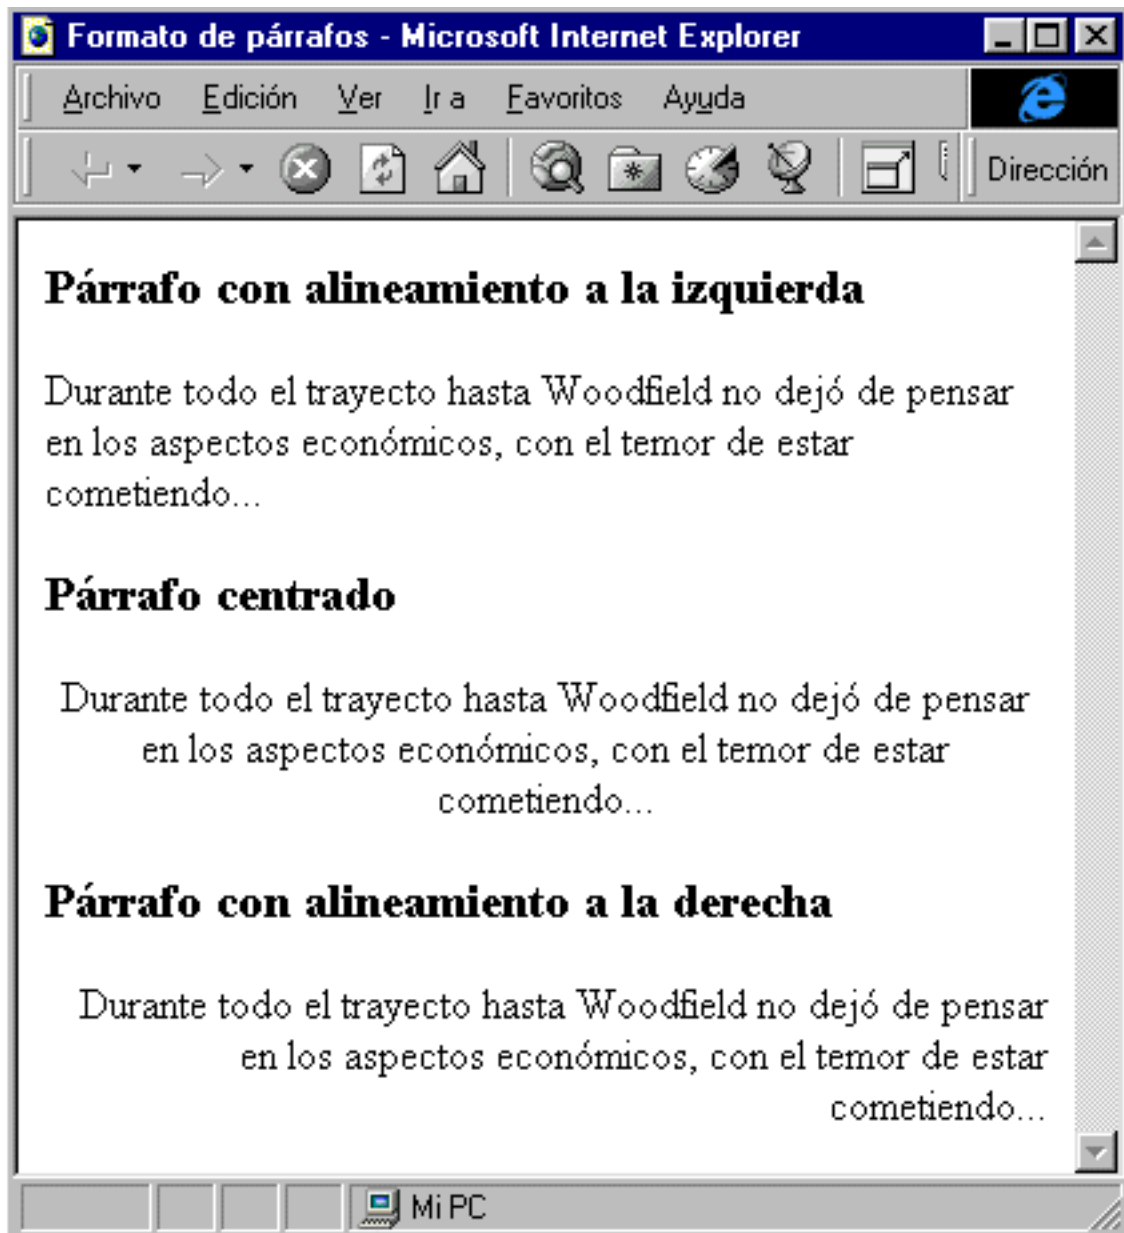 Formato de párrafos - Microsoft Internet Explorer
Archivo Edición Ver Ir a Favoritos Ayuda
Dirección
Párrafo con alineamiento a la izquierda
Durante todo el trayecto hasta Woodfield no dejó de pensar
en los aspectos económicos, con el temor de estar
cometiendo...
Párrafo centrado
Durante todo el trayecto hasta Woodfield no dejó de pensar
en los aspectos económicos, con el temor de estar
cometiendo...
Párrafo con alineamiento a la derecha
Durante todo el trayecto hasta Woodfield no dejó de pensar
en los aspectos económicos, con el temor de estar
cometiendo...
Mi PC